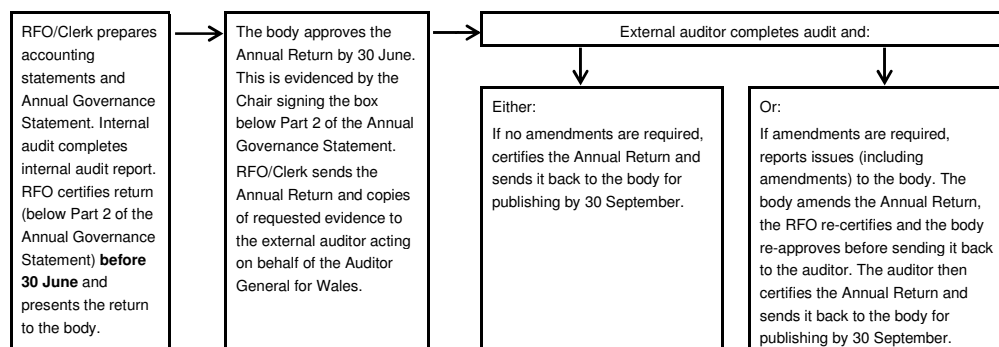 RFO/Clerk prepares
accounting
statements and
Annual Governance
Statement. Internal
audit completes
internal audit report.
RFO certifies return
(below Part 2 of the
Annual Governance
Statement) before
30 June and
presents the return
to the body.
The body approves the
Annual Return by 30 June.
This is evidenced by the
Chair signing the box
below Part 2 of the Annual
Governance Statement.
RFO/Clerk sends the
Annual Return and copies
of requested evidence to
the external auditor acting
on behalf of the Auditor
General for Wales.
External auditor completes audit and:
Either:
If no amendments are required,
certifies the Annual Return and
sends it back to the body for
publishing by 30 September.
Or:
If amendments are required,
reports issues (including
amendments) to the body. The
body amends the Annual Return,
the RFO re-certifies and the body
re-approves before sending it back
to the auditor. The auditor then
certifies the Annual Return and
sends it back to the body for
publishing by 30 September.